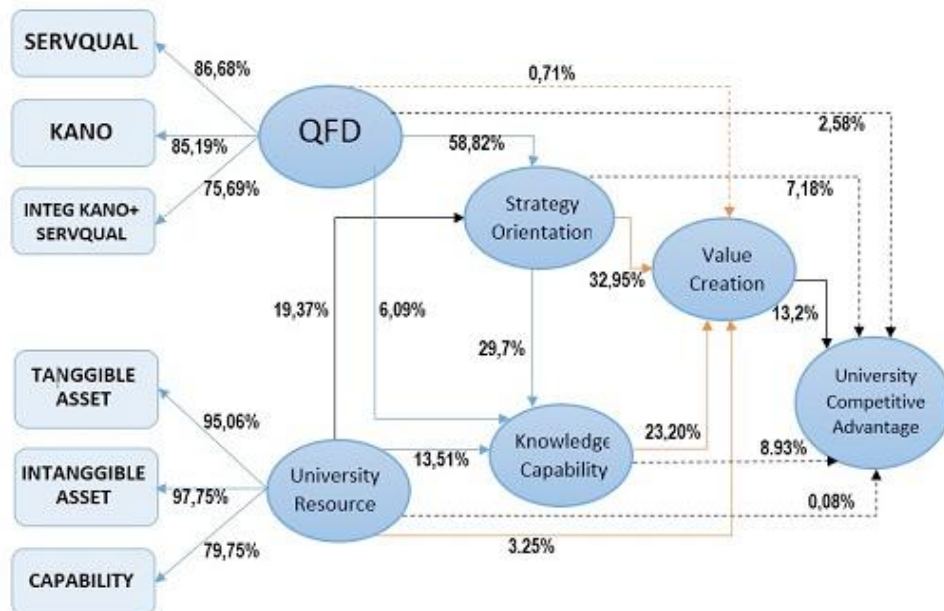 SERVQUAL
86,68%
0,71%
KANO
QFD
2,58%
85,19%
58,82%
75,69%
7,18%
INTEG KANO+
SERVQUAL
Strategy
Orientation
Value
Creation
32,95%
19,37%
6,09%
13,2%
29,7%
TANGGIBLE
ASSET
University
Competitive
Advantage
95,06%
Knowledge
Capability
23,20%
13,51%
8.93%
INTANGGIBLE
ASSET
97,75%
University
Resource
0,08%
79,75%
3.25%
CAPABILITY